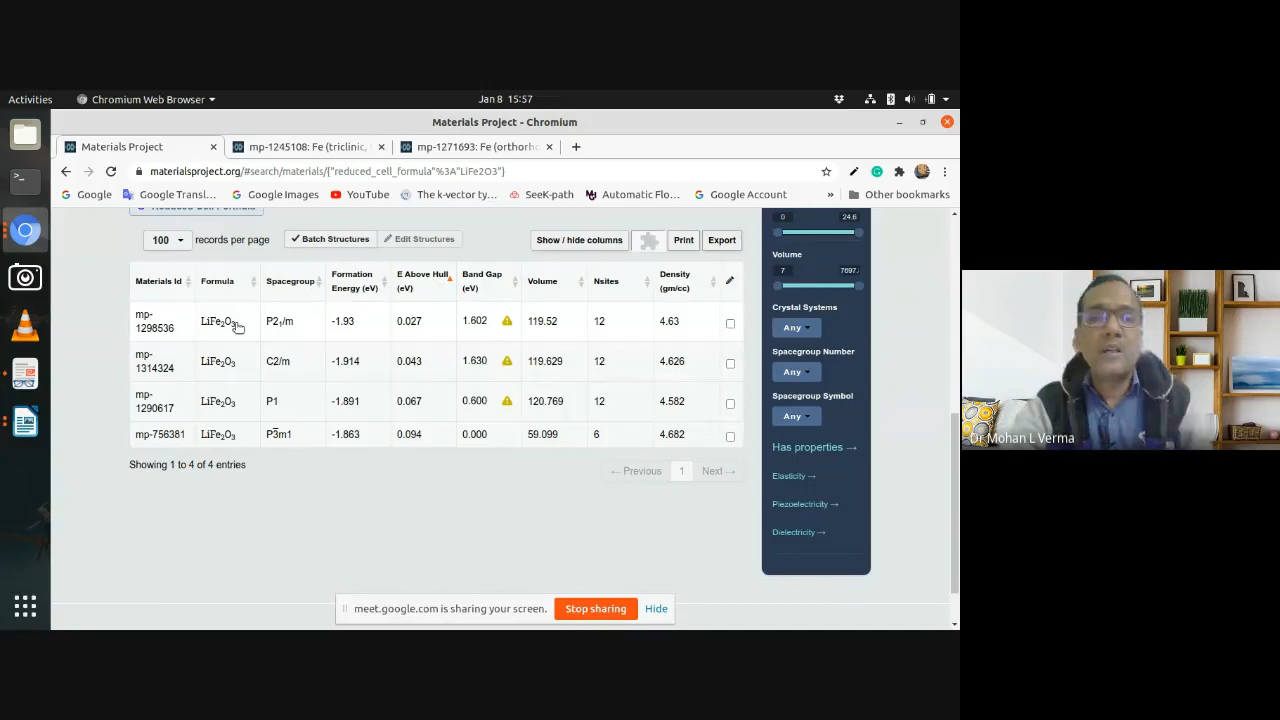 Activities
Chromium Web Browser
Jan 8 15:57
Materials Project - Chromium
Materials Project
mp-1245108: Fe (triclinic,
mp-1271693: Fe (orthorh
materialsproject.org/#search/materials/{"reduced_cell_formula"%3A"LiFe2O3"}
Google
Google Transl...
Google Images
YouTube
The k-vector ty...
SeeK-path
Automatic Flo...
Google Account
»
Other bookmarks
Reduced Cell Formula
100 records per page
Batch Structures
Edit Structures
Show / hide columns
Print
Export
Materials Id Formula Spacegroup Formation Energy (eV) E Above Hull (eV) Band Gap (eV) Volume Nsites Density (gm/cc)
mp-1298536 LiFe₂O₃ P2₁/m -1.93 0.027 1.602 119.52 12 4.63
mp-1314324 LiFe₂O₃ C2/m -1.914 0.043 1.630 119.629 12 4.626
mp-1290617 LiFe₂O₃ P1 -1.891 0.067 0.600 120.769 12 4.582
mp-756381 LiFe₂O₃ P3̅m1 -1.863 0.094 0.000 59.099 6 4.682
Showing 1 to 4 of 4 entries
← Previous 1 Next →
0 24.6
Volume
7 7697.
Crystal Systems
Any
Spacegroup Number
Any
Spacegroup Symbol
Any
Has properties →
Elasticity →
Piezoelectricity →
Dielectricity →
meet.google.com is sharing your screen.
Stop sharing
Hide
Dr Mohan L Verma